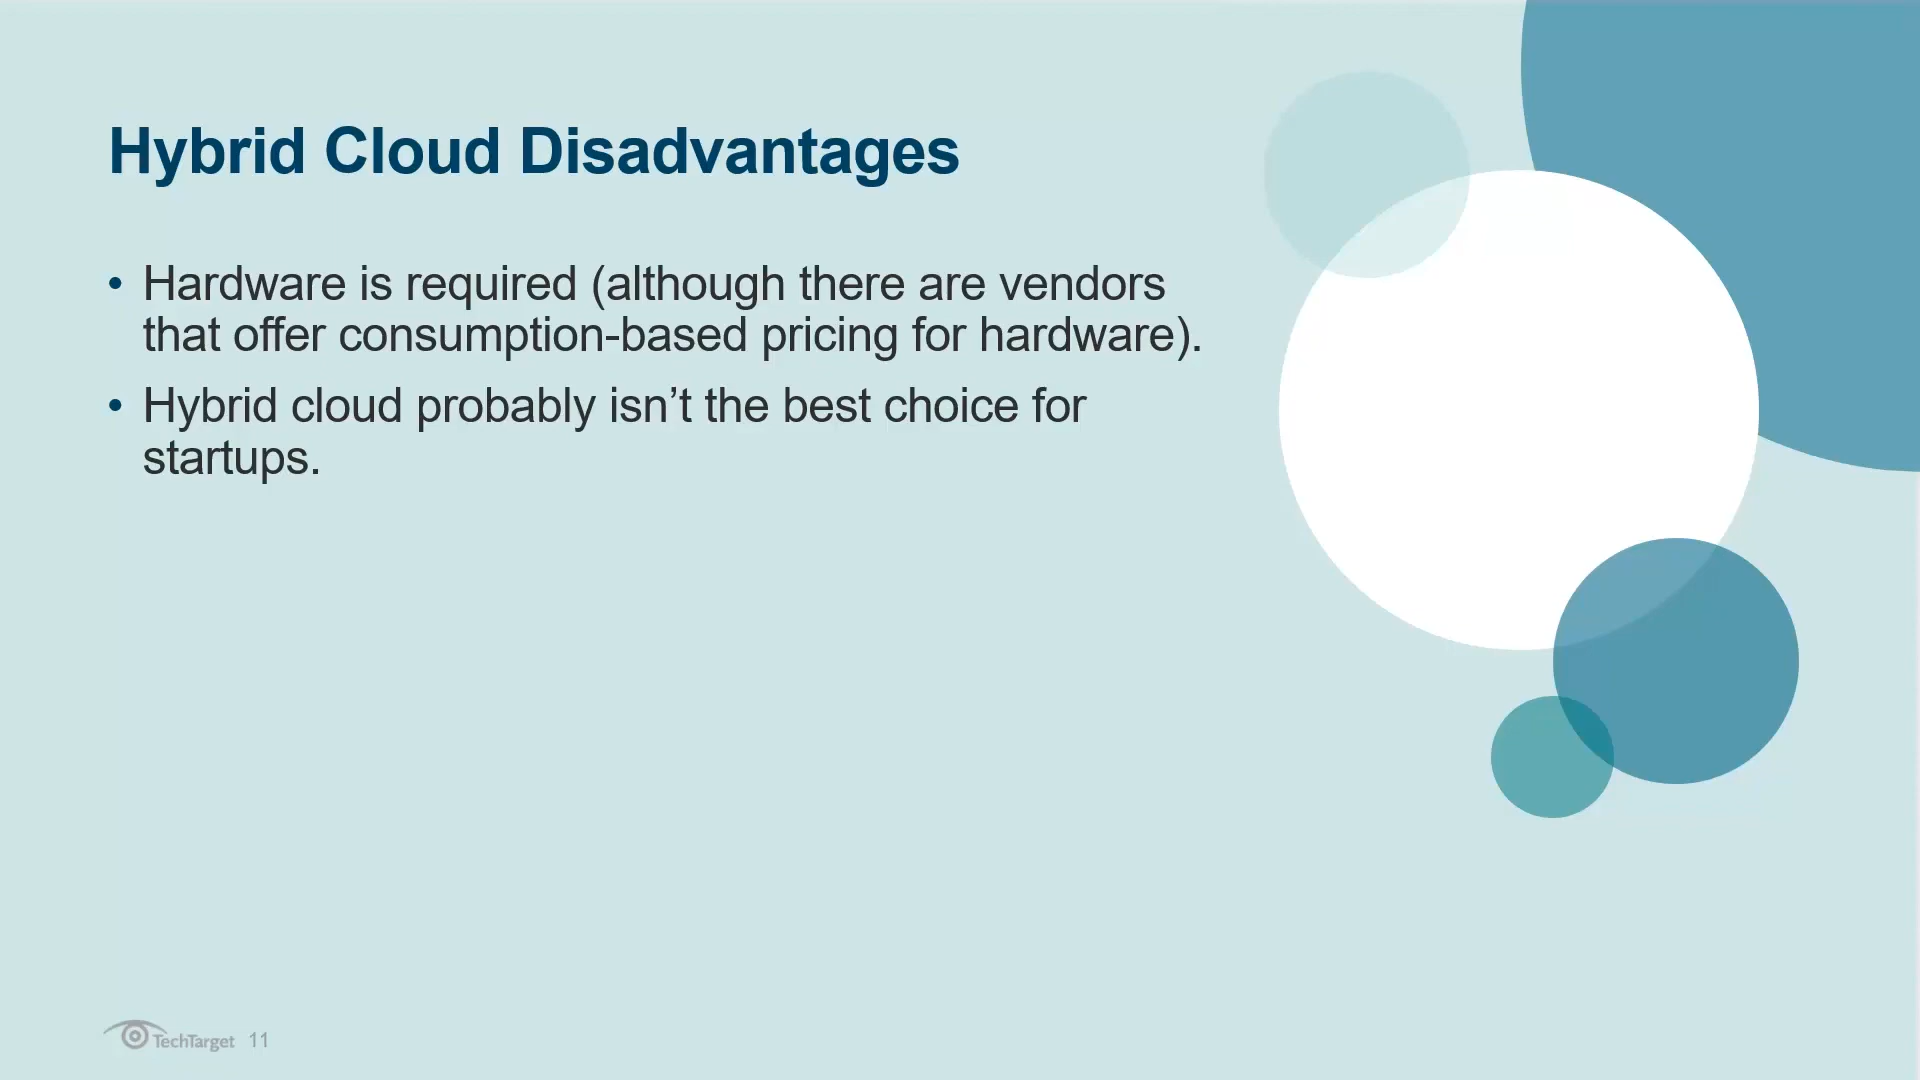 Hybrid Cloud Disadvantages
• Hardware is required (although there are vendors
that offer consumption-based pricing for hardware).
• Hybrid cloud probably isn’t the best choice for
startups.
TechTarget 11